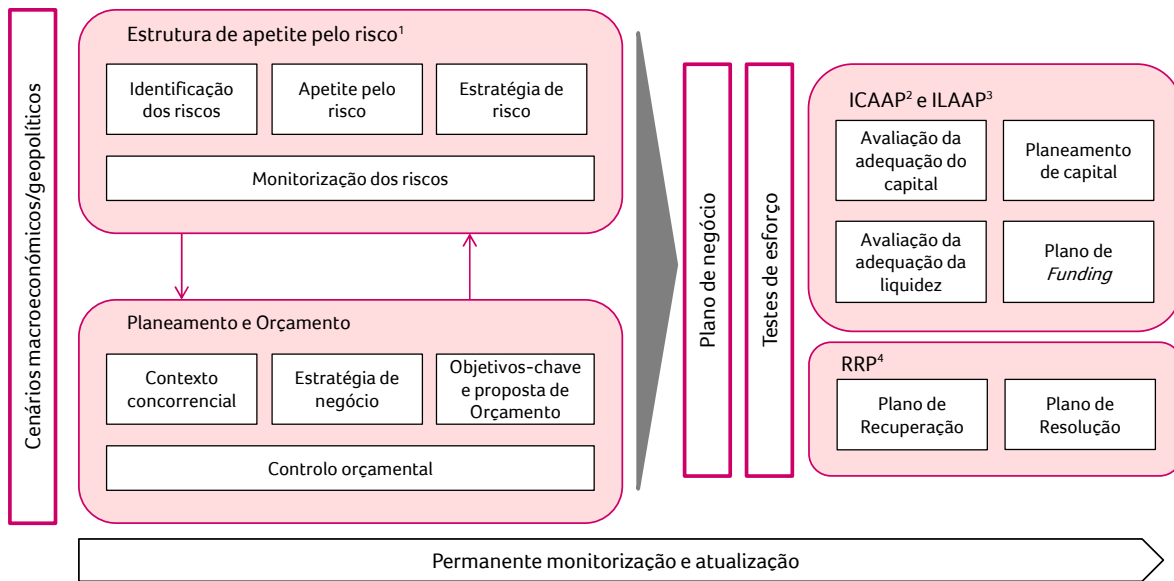 Cenários macroeconómicos/geopolíticos
Estrutura de apetite pelo risco¹
Identificação
dos riscos
Apetite pelo
risco
Estratégia de
risco
Monitorização dos riscos
Planeamento e Orçamento
Contexto
concorrencial
Estratégia de
negócio
Objetivos-chave
e proposta de
Orçamento
Controlo orçamental
Plano de negócio
Testes de esforço
ICAAP² e ILAAP³
Avaliação da
adequação do
capital
Planeamento
de capital
Avaliação da
adequação da
liquidez
Plano de
Funding
RRP⁴
Plano de
Recuperação
Plano de
Resolução
Permanente monitorização e atualização